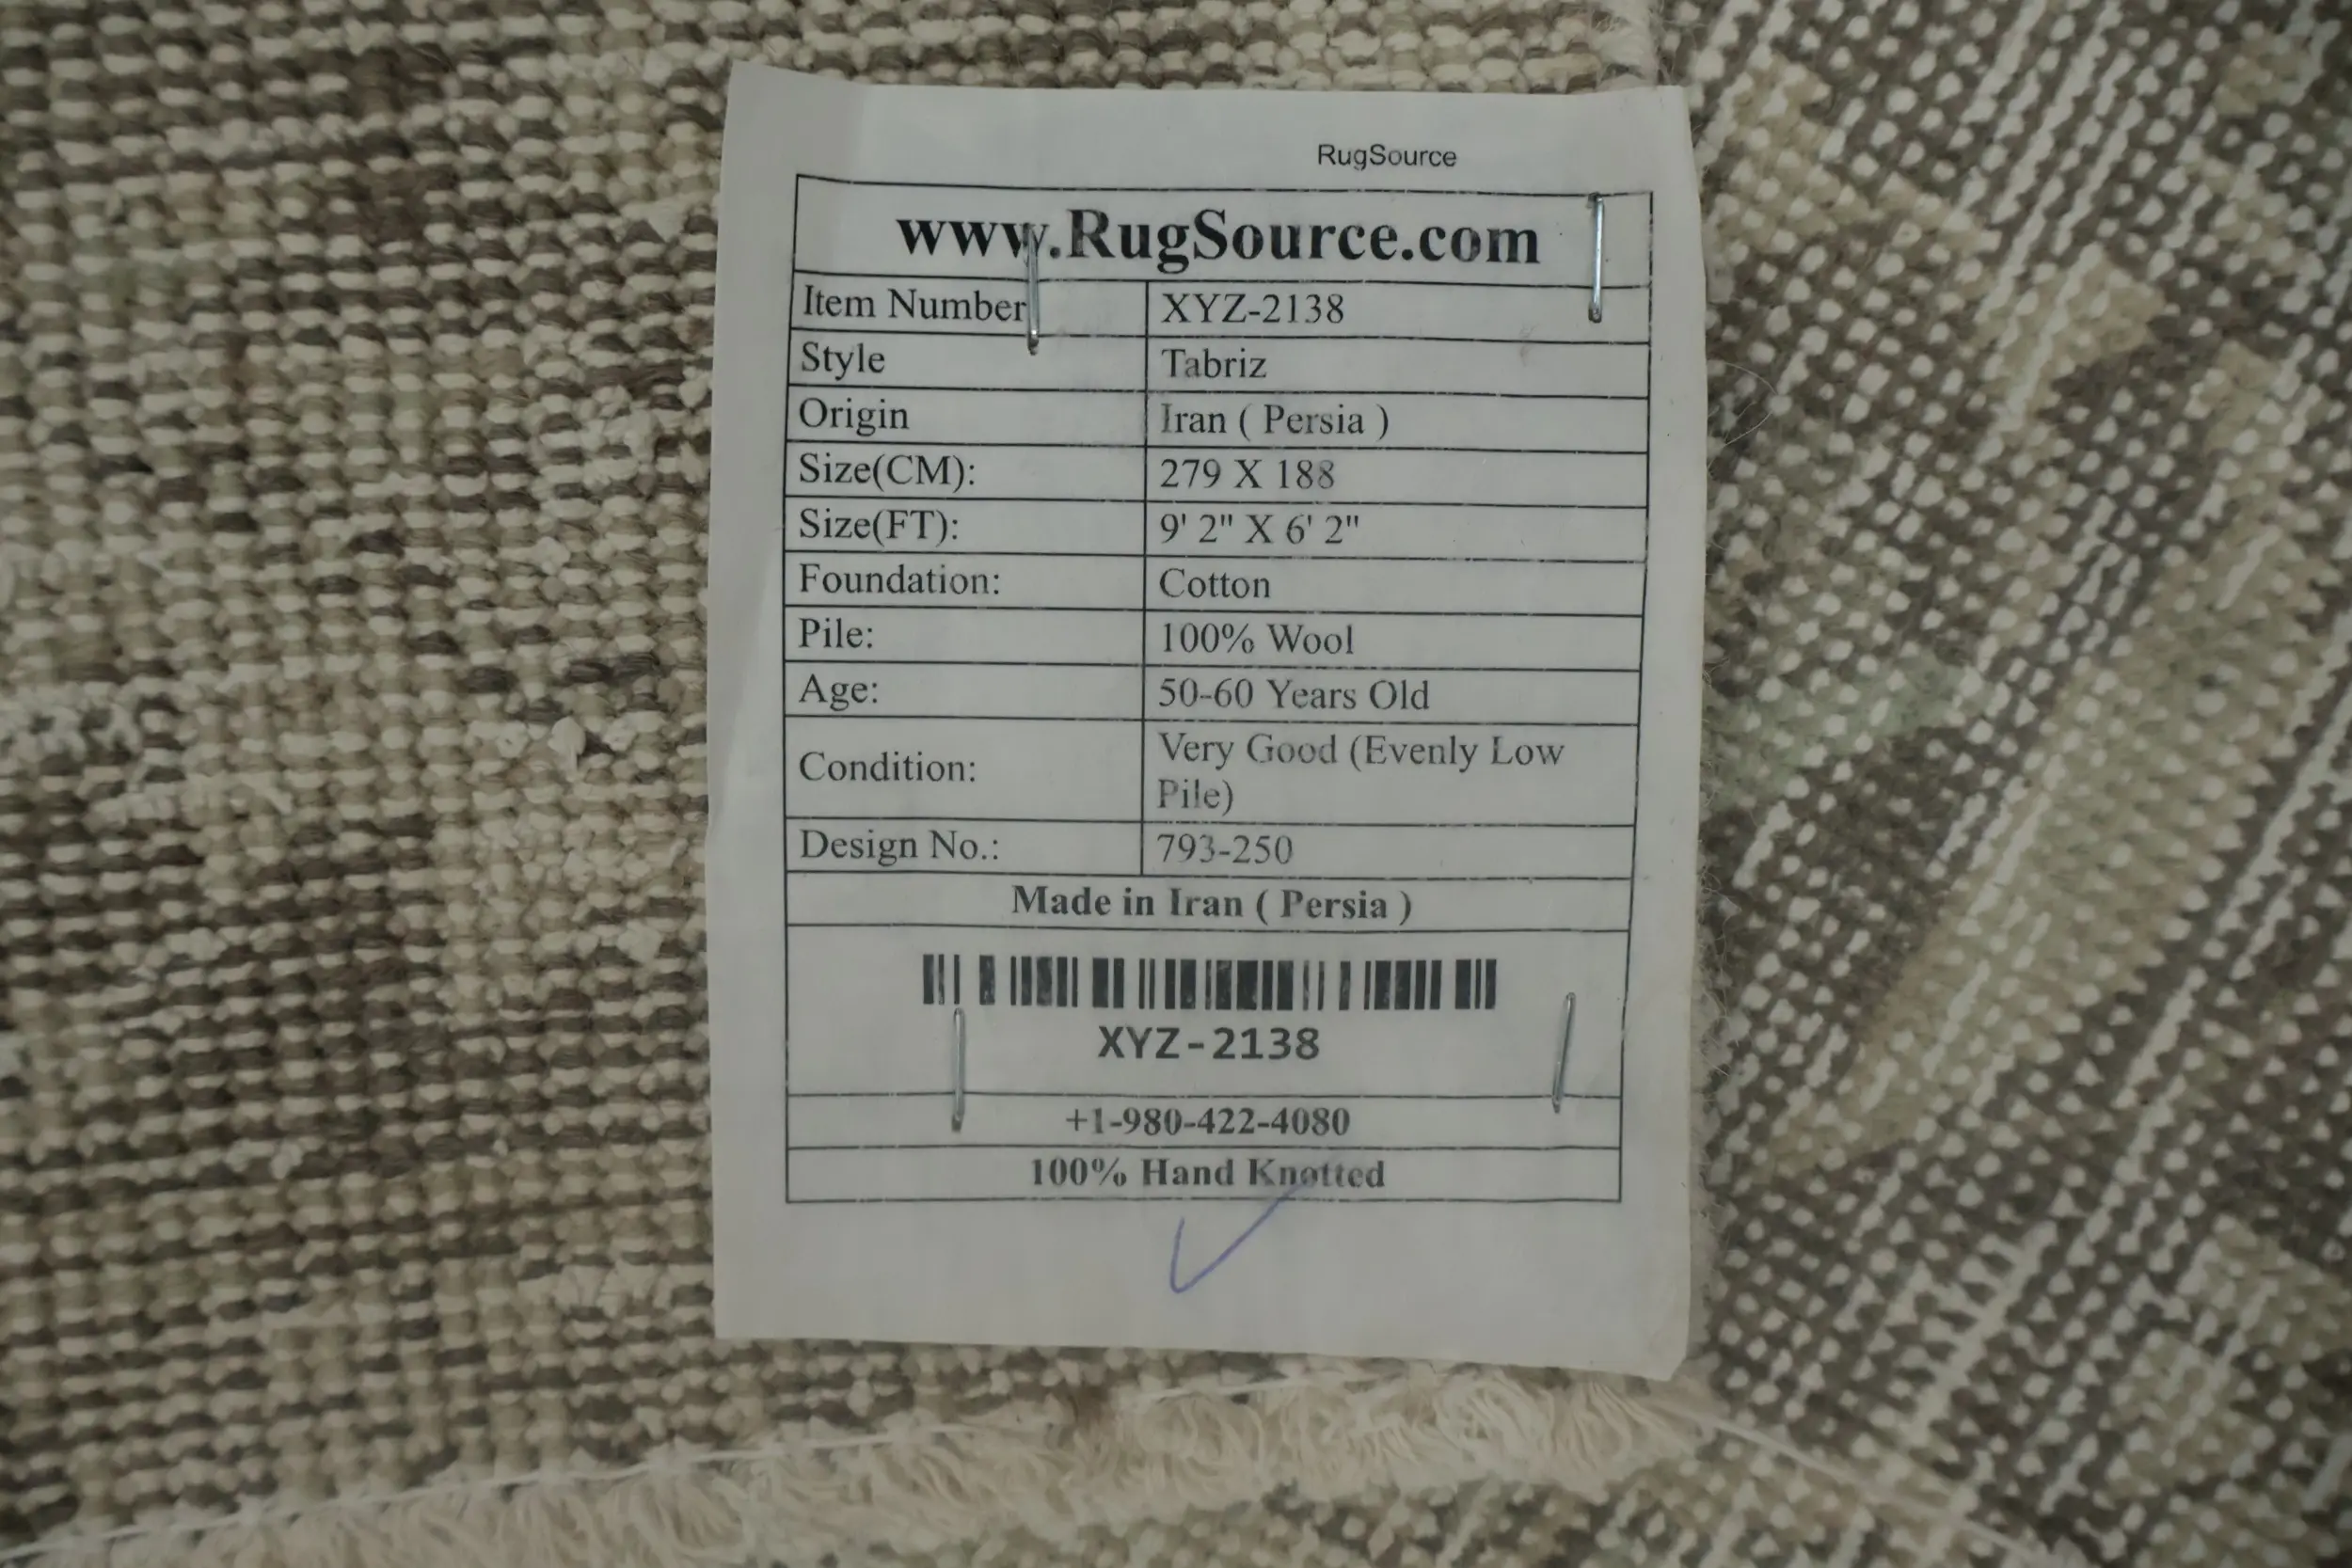 RugSource
www.RugSource.com
Item Number XYZ-2138
Style Tabriz
Origin Iran ( Persia )
Size(CM): 279 X 188
Size(FT): 9' 2" X 6' 2"
Foundation: Cotton
Pile: 100% Wool
Age: 50-60 Years Old
Condition: Very Good (Evenly Low
Pile)
Design No.: 793-250
Made in Iran ( Persia )
XYZ-2138
+1-980-422-4080
100% Hand Knotted